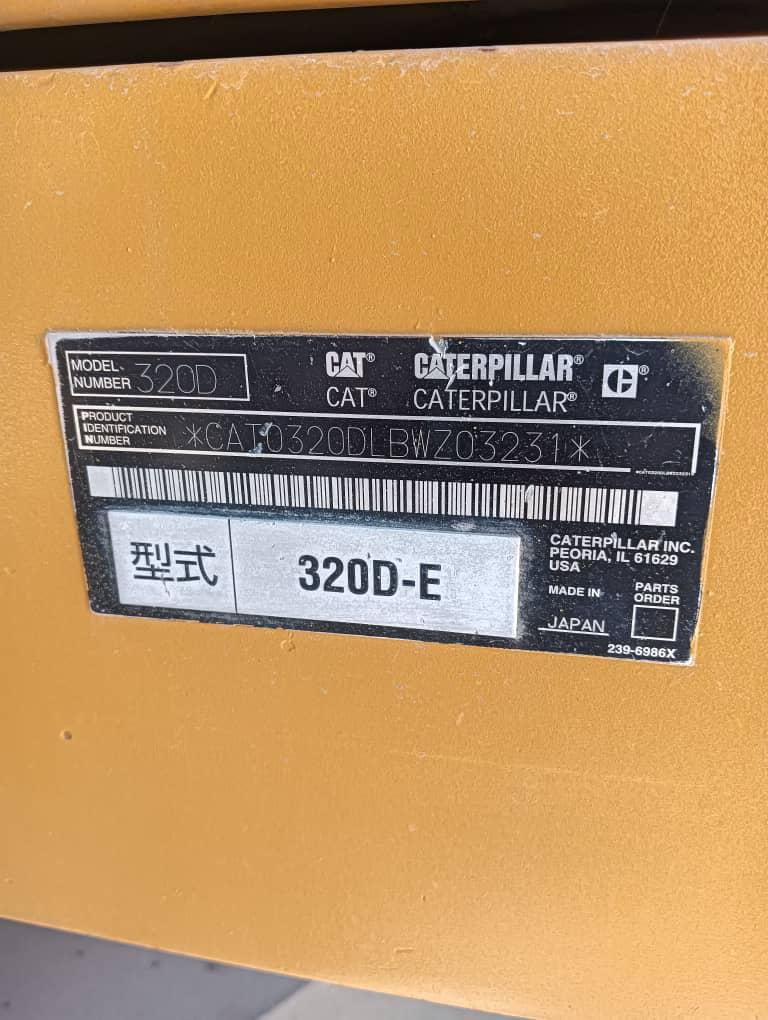 MODEL NUMBER 320D
CAT® CATERPILLAR® ®
CAT® CATERPILLAR®
PRODUCT IDENTIFICATION NUMBER *CAT0320DLBWZ03231*
*CAT0320DLBWZ03231*
型式 320D-E
CATERPILLAR INC.
PEORIA, IL 61629
USA
MADE IN JAPAN
PARTS ORDER
239-6986X